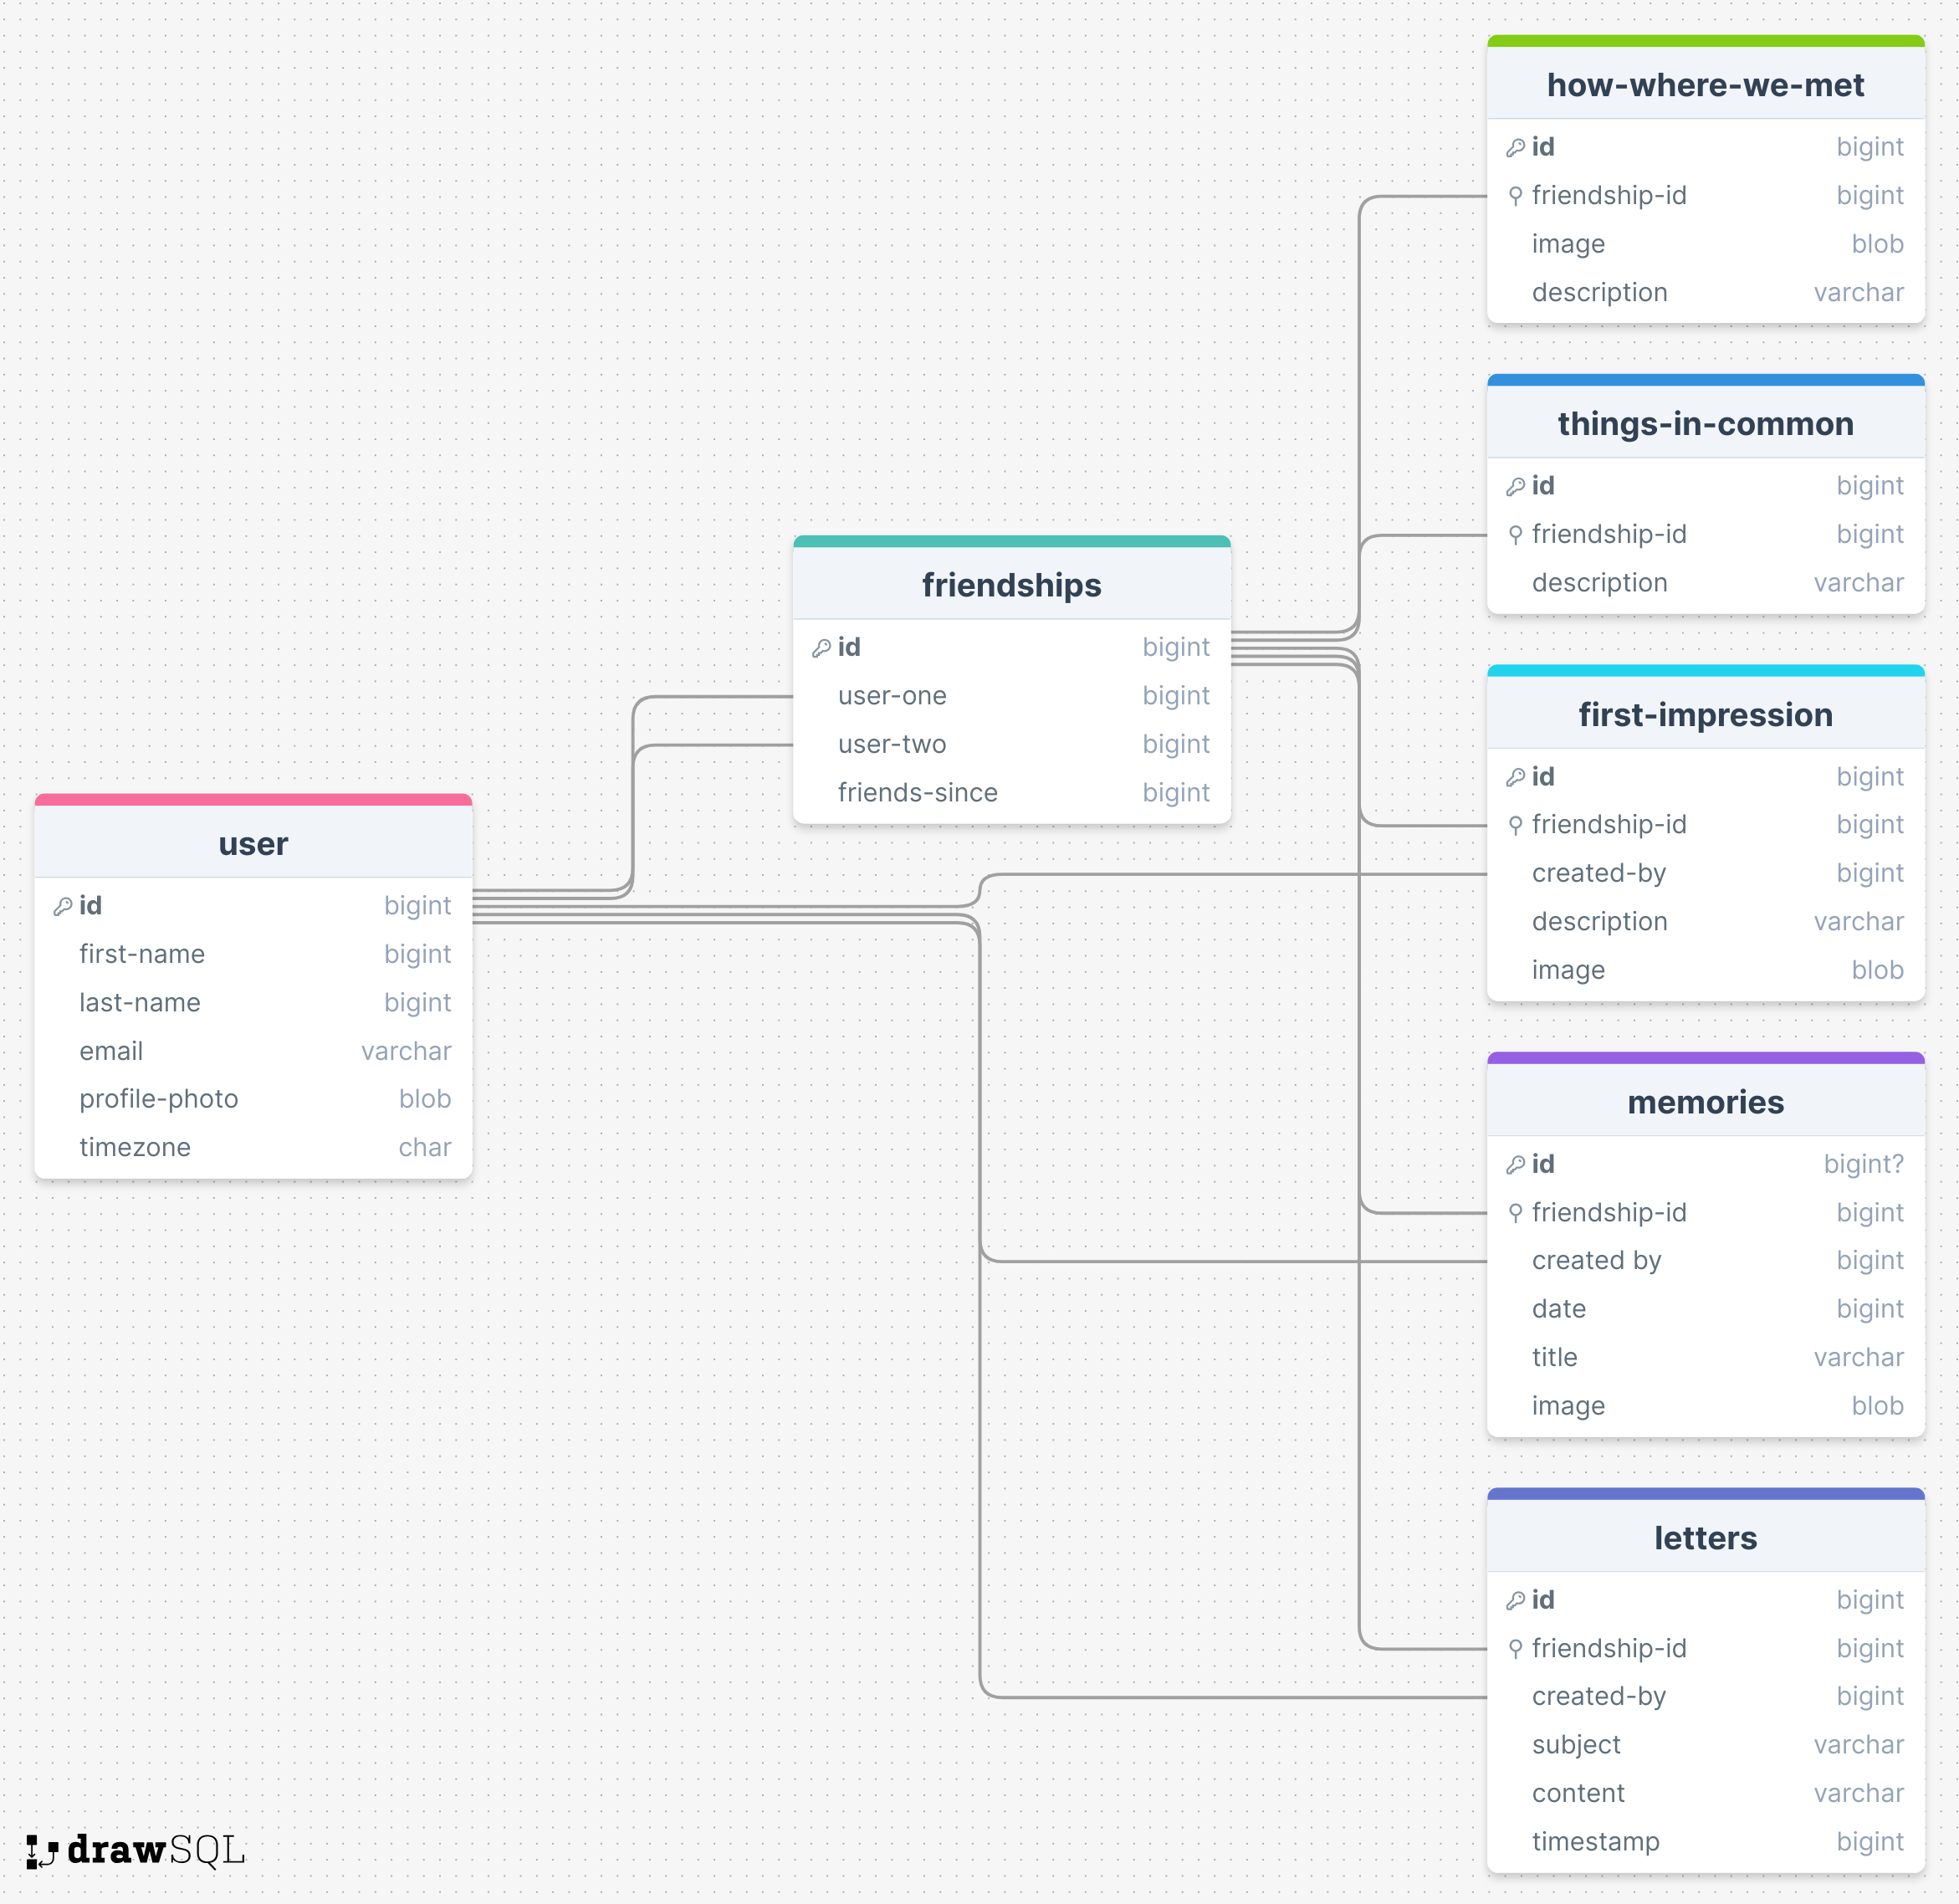 how-where-we-met
id bigint
friendship-id bigint
image blob
description varchar
things-in-common
id bigint
friendship-id bigint
description varchar
friendships
id bigint
user-one bigint
user-two bigint
friends-since bigint
first-impression
id bigint
friendship-id bigint
created-by bigint
description varchar
image blob
user
id bigint
first-name bigint
last-name bigint
email varchar
profile-photo blob
timezone char
memories
id bigint?
friendship-id bigint
created by bigint
date bigint
title varchar
image blob
letters
id bigint
friendship-id bigint
created-by bigint
subject varchar
content varchar
timestamp bigint
drawSQL